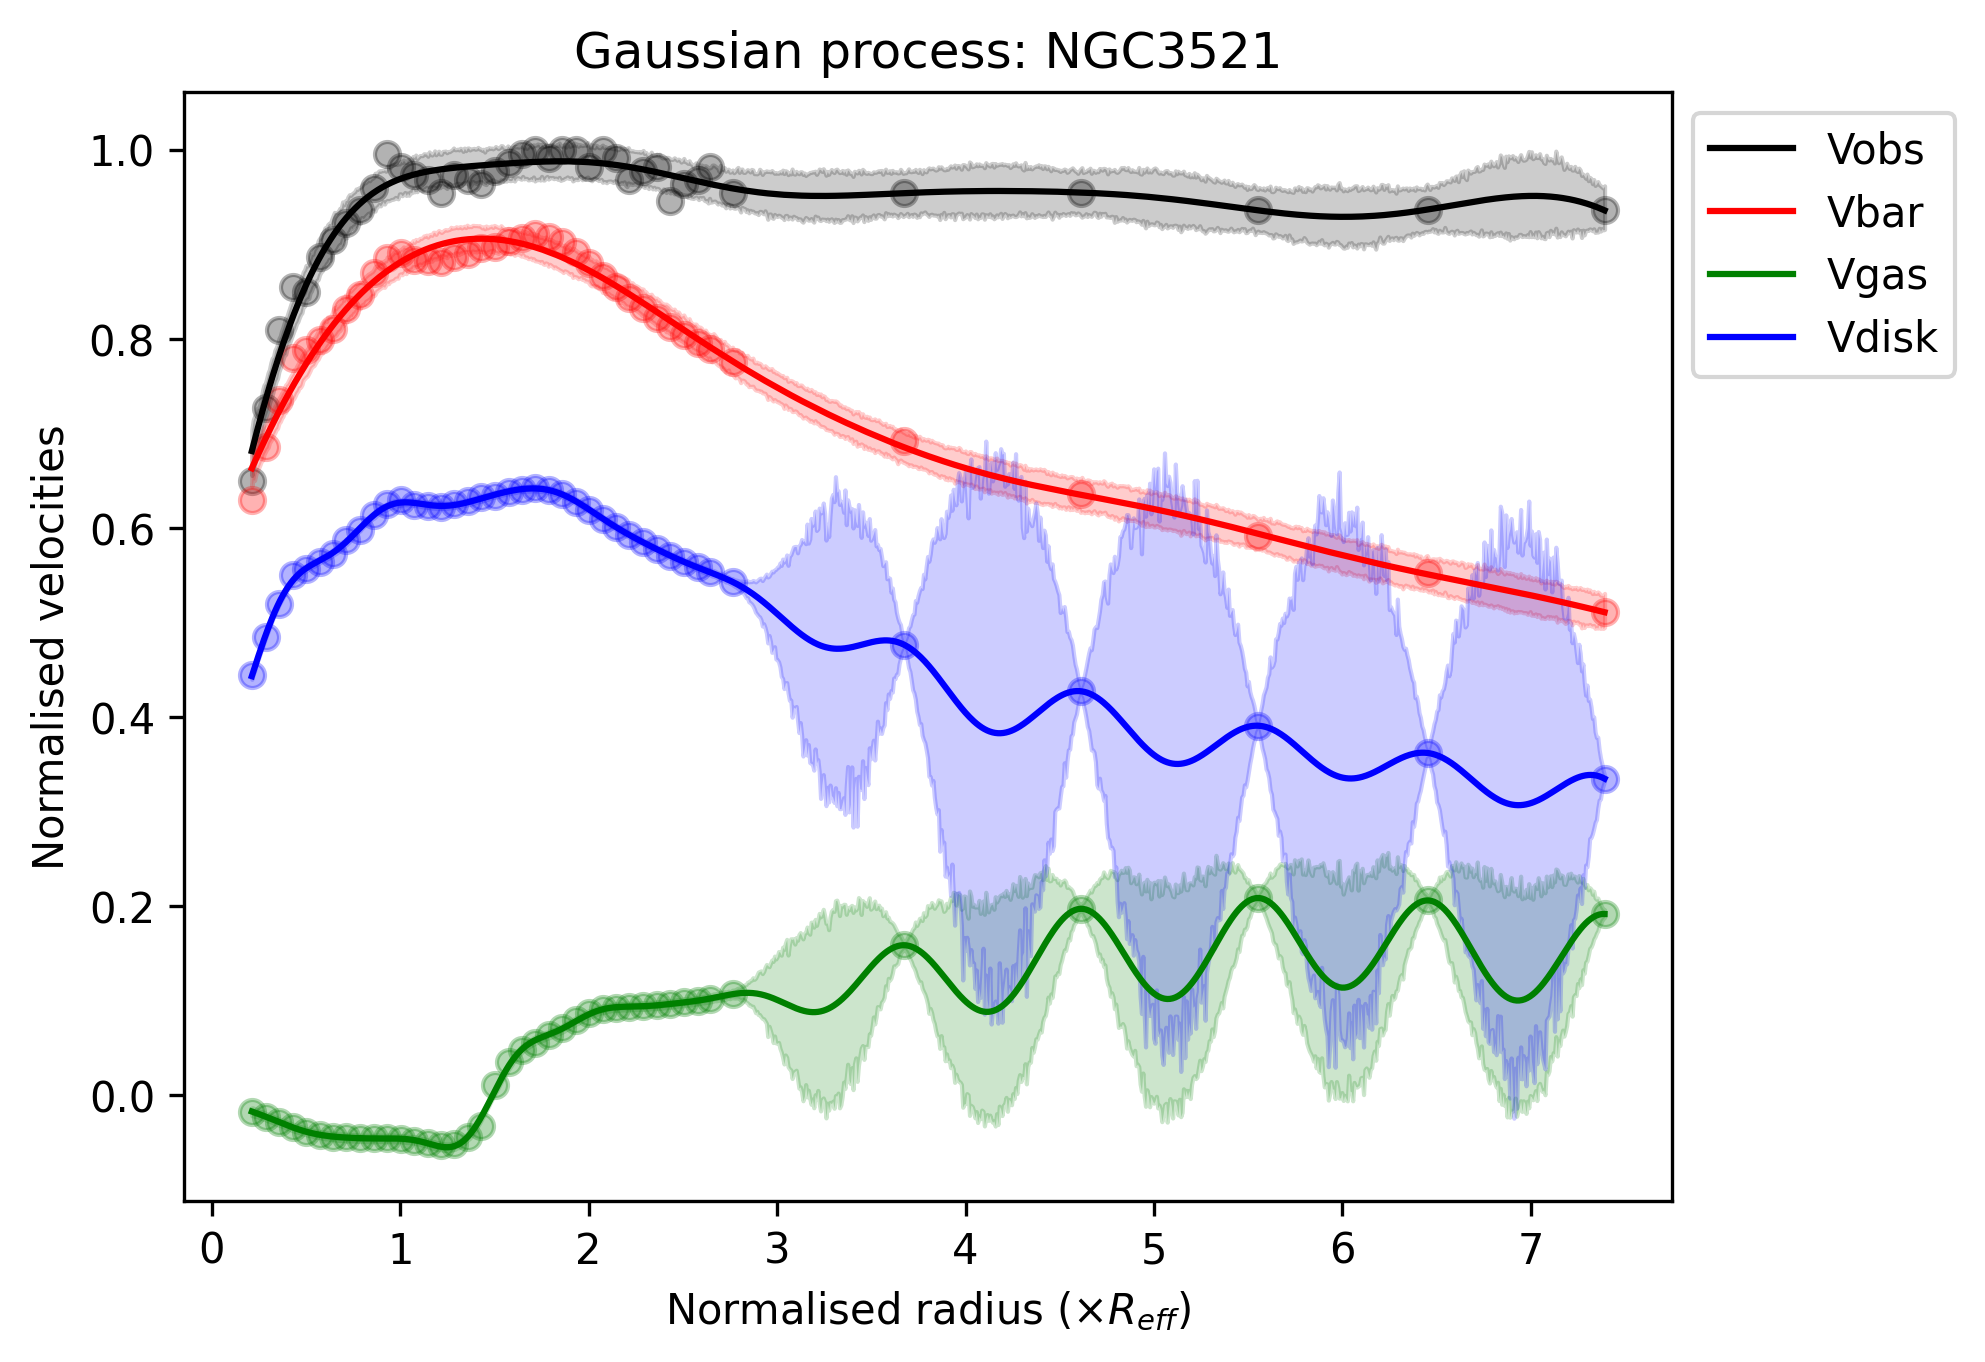 Gaussian process: NGC3521
1.0
0.8
0.6
0.4
0.2
0.0
Normalised velocities
0 1 2 3 4 5 6 7
Normalised radius (×R_eff)
Vobs
Vbar
Vgas
Vdisk